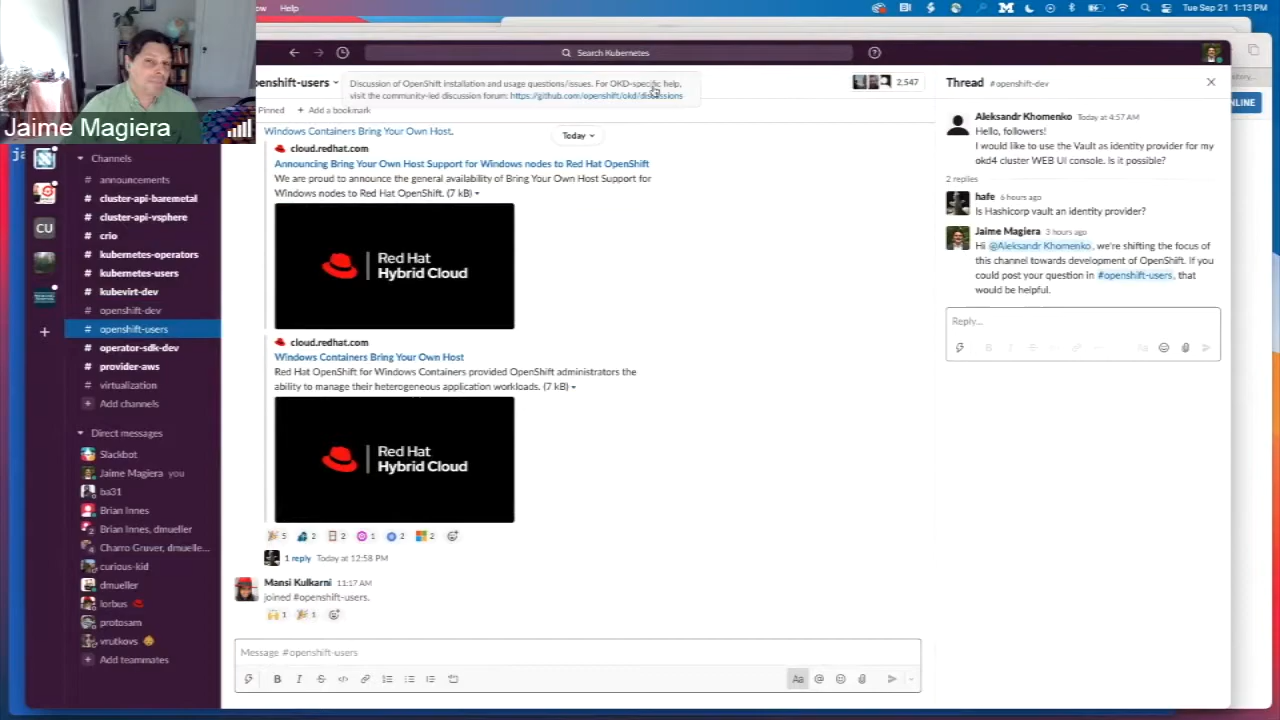 ow
Window
Help
Tue Sep 21 1:13 PM
Search Kubernetes
penshift-users
Discussion of OpenShift installation and usage questions/issues. For OKD-specific help,
visit the community-led discussion forum: https://github.com/openshift/okd/discussions
2,547
Pinned
+ Add a bookmark
Jaime Magiera
Channels
# announcements
# cluster-api-baremetal
# cluster-api-vsphere
# crio
# kubernetes-operators
# kubernetes-users
# kubevirt-dev
# openshift-dev
# openshift-users
# operator-sdk-dev
# provider-aws
# virtualization
+ Add channels
Direct messages
Slackbot
Jaime Magiera you
ba31
Brian Innes
Brian Innes, dmueller
Charro Gruver, dmuelle...
curious-kid
dmueller
lorbus
protosam
vrutkovs
+ Add teammates
CU
Windows Containers Bring Your Own Host.
Today
cloud.redhat.com
Announcing Bring Your Own Host Support for Windows nodes to Red Hat OpenShift
We are proud to announce the general availability of Bring Your Own Host Support for
Windows nodes to Red Hat OpenShift. (7 kB)
Red Hat
Hybrid Cloud
cloud.redhat.com
Windows Containers Bring Your Own Host
Red Hat OpenShift for Windows Containers provided OpenShift administrators the
ability to manage their heterogeneous application workloads. (7 kB)
Red Hat
Hybrid Cloud
5 2 2 1 2 2
1 reply Today at 12:58 PM
Mansi Kulkarni 11:17 AM
joined #openshift-users.
1 1
Message #openshift-users
Thread #openshift-dev
Aleksandr Khomenko Today at 4:57 AM
Hello, followers!
I would like to use the Vault as identity provider for my
okd4 cluster WEB UI console. Is it possible?
2 replies
hafe 6 hours ago
Is Hashicorp vault an identity provider?
Jaime Magiera 3 hours ago
Hi @Aleksandr Khomenko, we're shifting the focus of
this channel towards development of OpenShift. If you
could post your question in #openshift-users, that
would be helpful.
Reply...